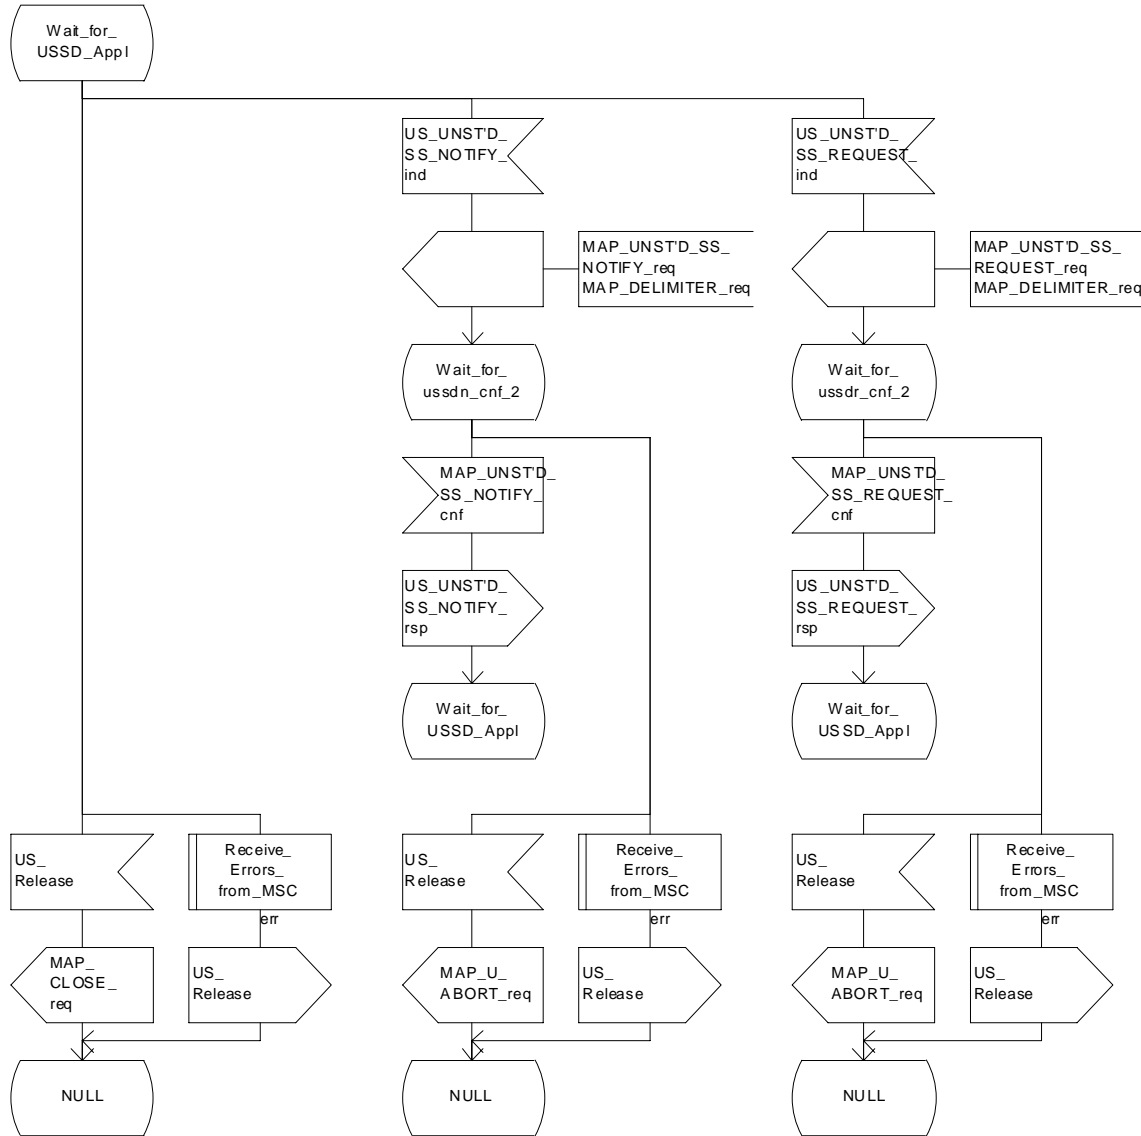 Wait_for_
USSD_Appl
US_UNST'D_
SS_NOTIFY_
ind
US_UNST'D_
SS_REQUEST_
ind
MAP_UNST'D_SS_
NOTIFY_req
MAP_DELIMITER_req
MAP_UNST'D_SS_
REQUEST_req
MAP_DELIMITER_req
Wait_for_
ussdn_cnf_2
Wait_for_
ussdr_cnf_2
MAP_UNST'D_
SS_NOTIFY_
cnf
MAP_UNST'D_
SS_REQUEST_
cnf
US_UNST'D_
SS_NOTIFY_
rsp
US_UNST'D_
SS_REQUEST_
rsp
Wait_for_
USSD_Appl
Wait_for_
USSD_Appl
US_
Release
Receive_
Errors_
from_MSC
err
US_
Release
Receive_
Errors_
from_MSC
err
US_
Release
Receive_
Errors_
from_MSC
err
MAP_
CLOSE_
req
US_
Release
MAP_U_
ABORT_req
US_
Release
MAP_U_
ABORT_req
US_
Release
NULL
NULL
NULL